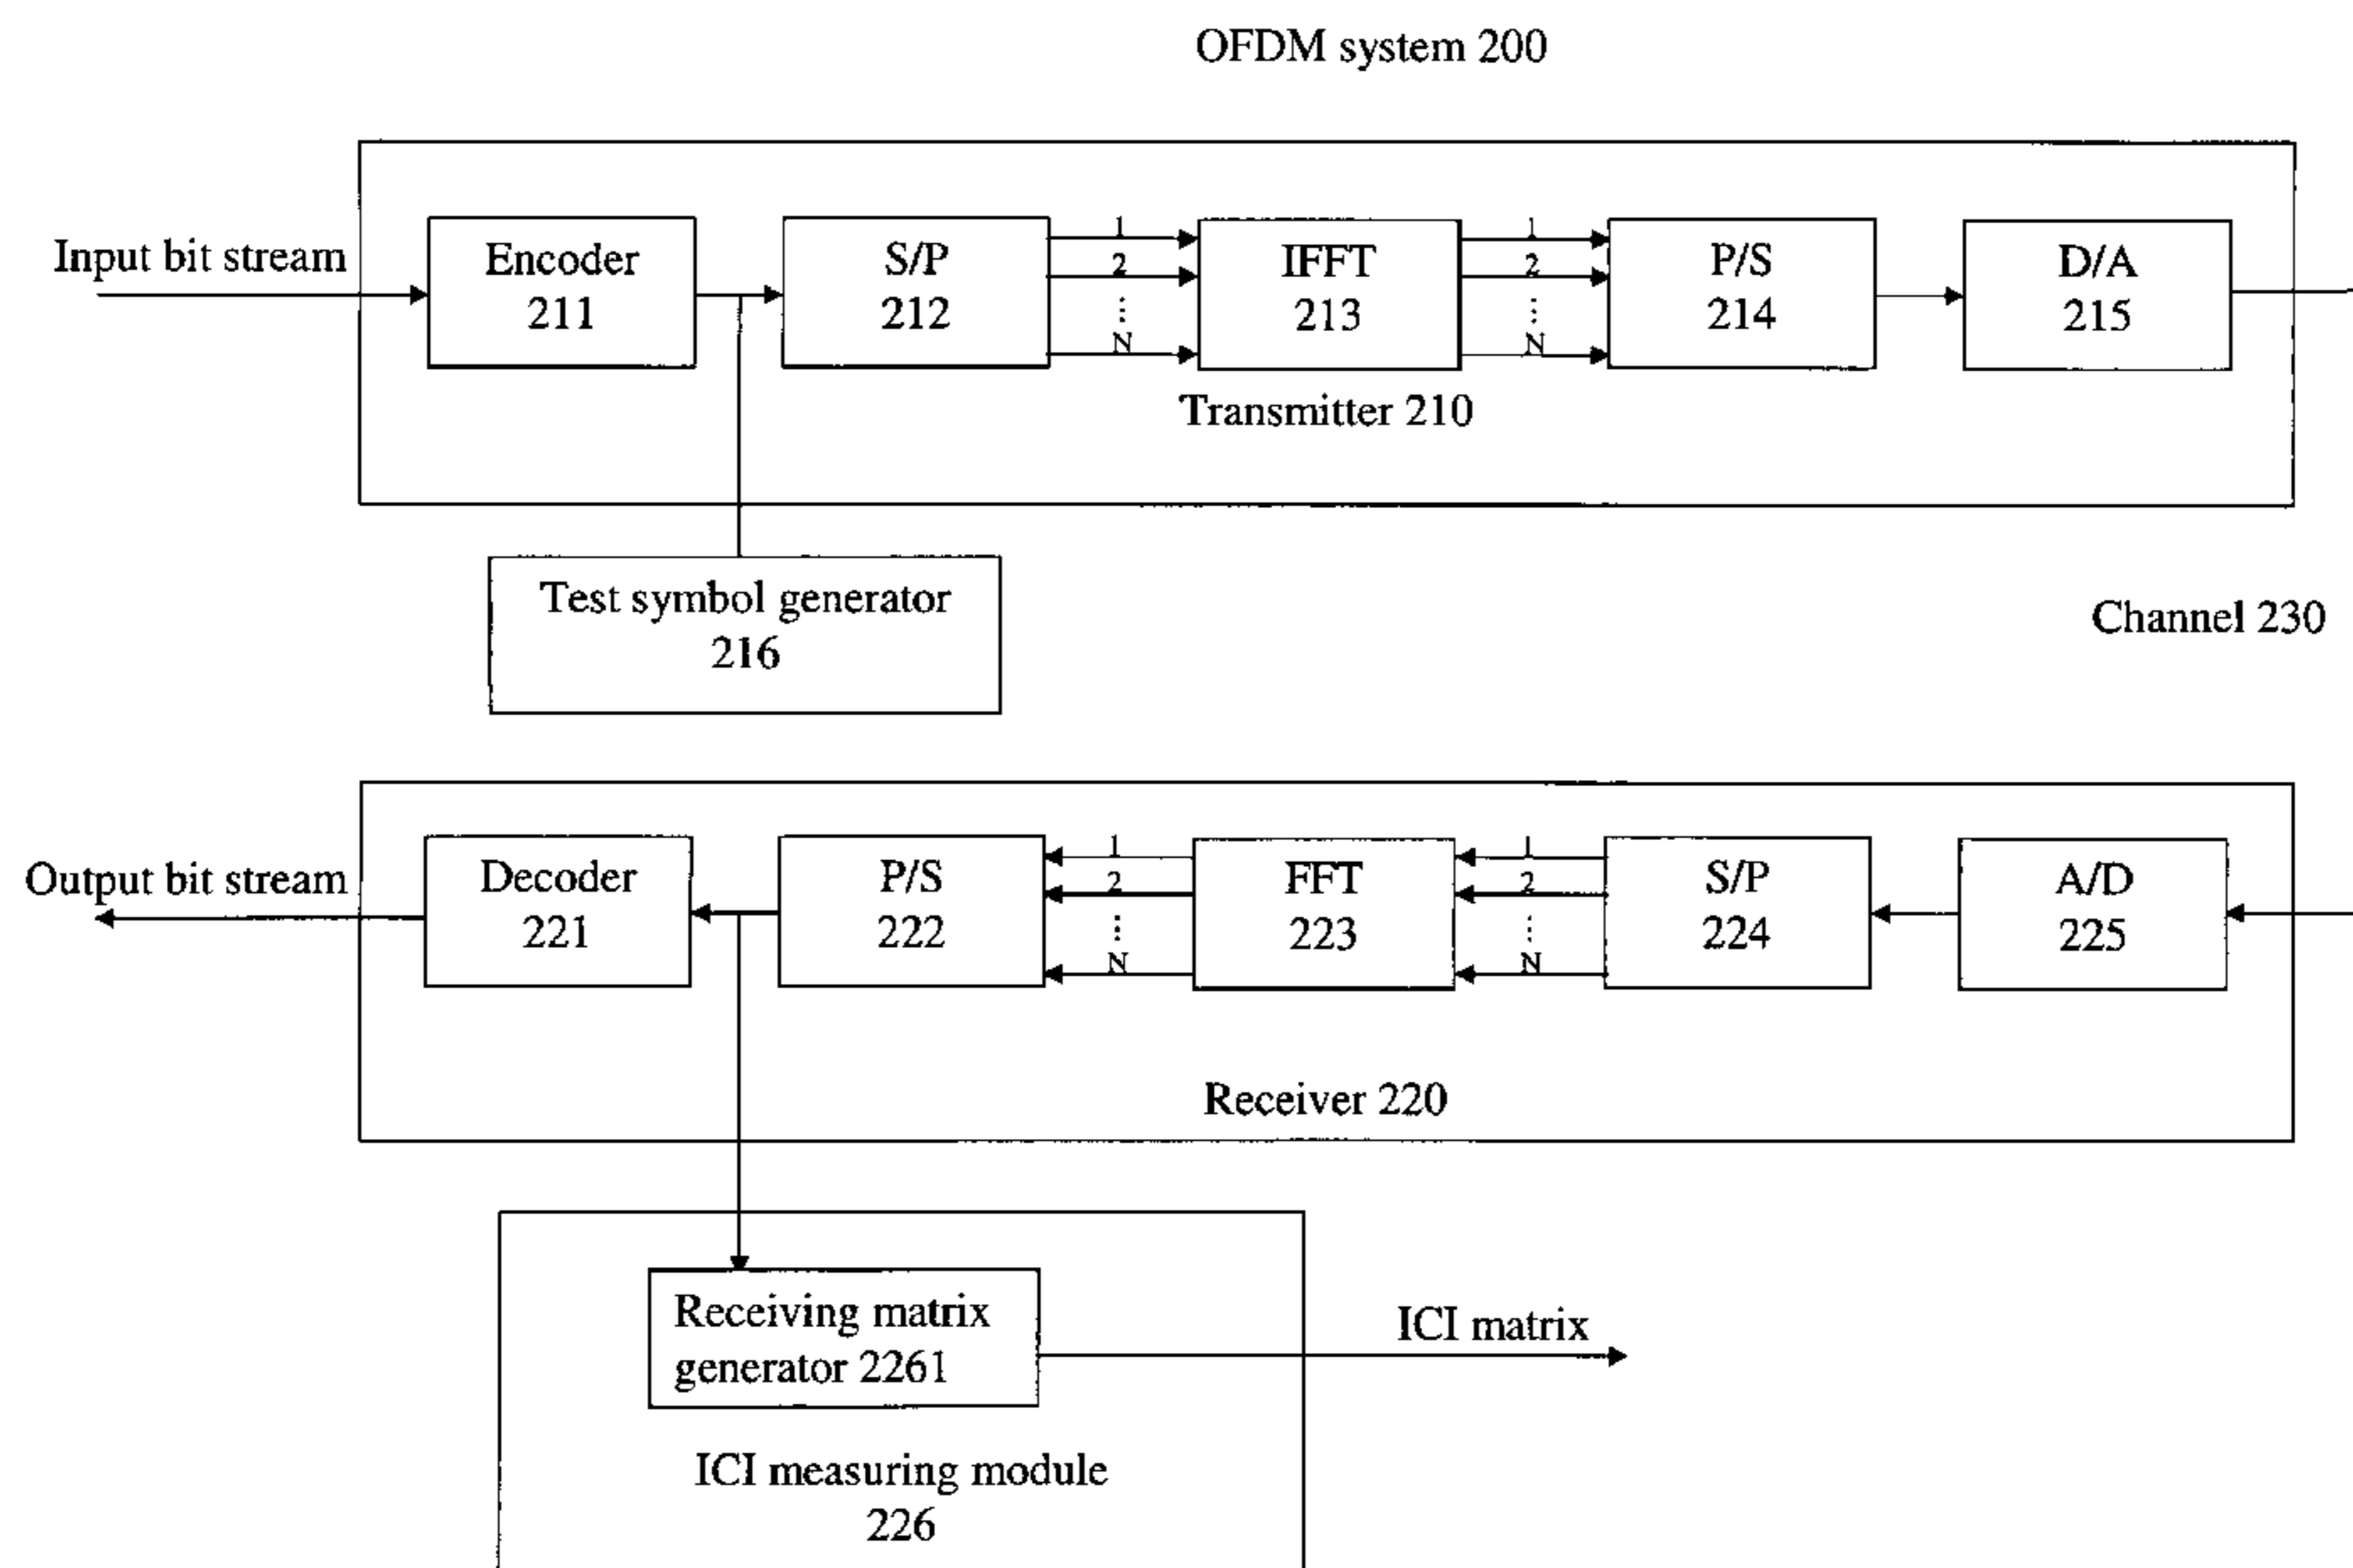 OFDM system 200
Input bit stream
Encoder
211
S/P
212
1
2
⋮
N
IFFT
213
1
2
⋮
N
P/S
214
D/A
215
Transmitter 210
Test symbol generator
216
Channel 230
Output bit stream
Decoder
221
P/S
222
1
2
⋮
N
FFT
223
1
2
⋮
N
S/P
224
A/D
225
Receiver 220
Receiving matrix
generator 2261
ICI matrix
ICI measuring module
226